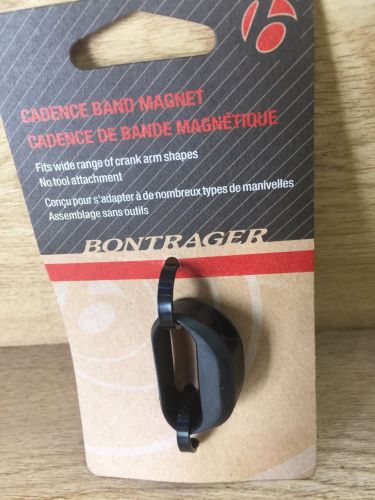 CADENCE BAND MAGNET
CADENCE DE BANDE MAGNÉTIQUE
Fits wide range of crank arm shapes
No tool attachment
Conçu pour s'adapter à de nombreux types de manivelles
Assemblage sans outils
BONTRAGER